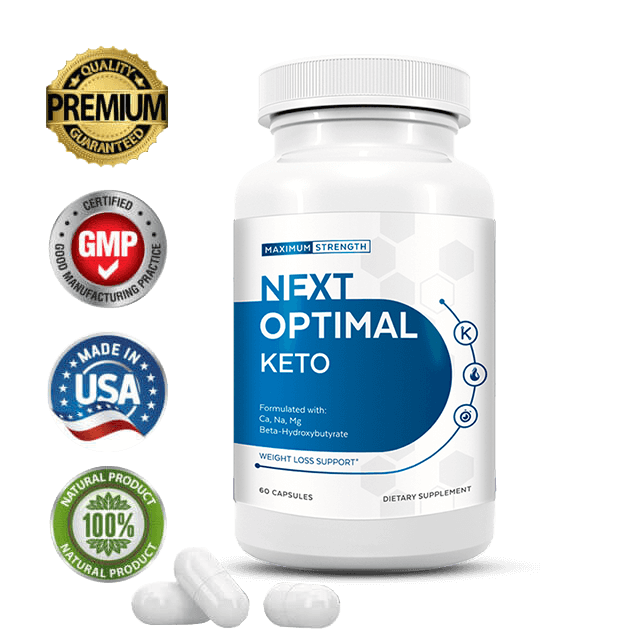 QUALITY
PREMIUM
GUARANTEED
CERTIFIED
GMP
GOOD MANUFACTURING PRACTICE
MADE IN
USA
NATURAL PRODUCT
100%
NATURAL PRODUCT
MAXIMUM STRENGTH
NEXT
OPTIMAL
KETO
K
Formulated with:
Ca, Na, Mg
Beta-Hydroxybutyrate
WEIGHT LOSS SUPPORT*
60 CAPSULES DIETARY SUPPLEMENT